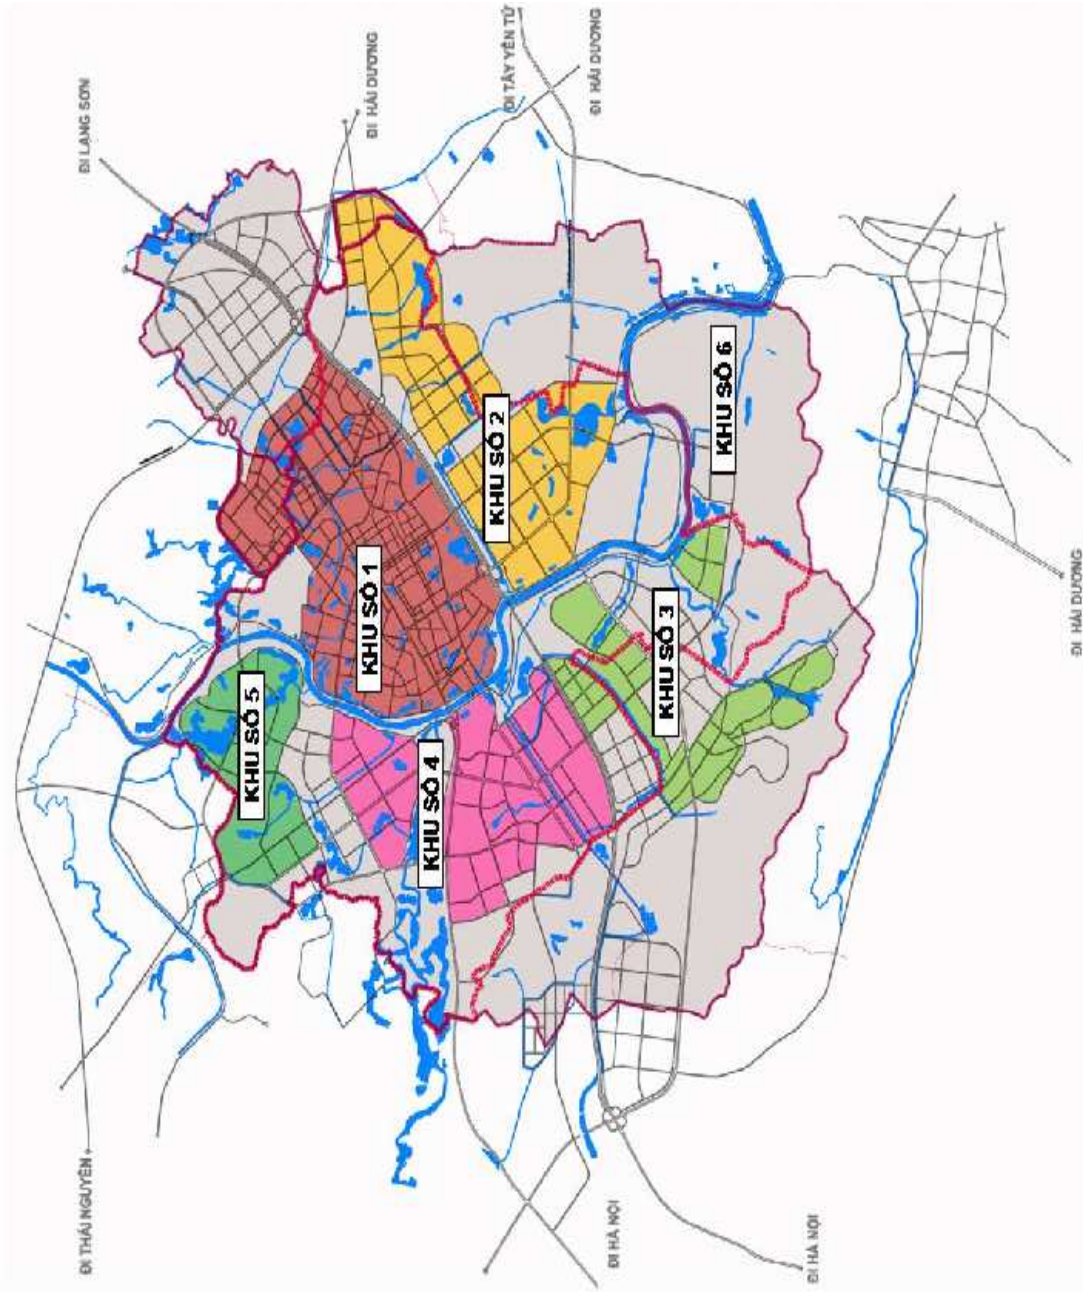 ĐI THÁI NGUYÊN
ĐI LẠNG SƠN
KHU SỐ 5
KHU SỐ 1
ĐI HẢI DƯƠNG
KHU SỐ 4
KHU SỐ 2
ĐI TÂY YÊN TỬ
ĐI HẢI DƯƠNG
ĐI HÀ NỘI
KHU SỐ 3
KHU SỐ 6
ĐI HÀ NỘI
ĐI HẢI DƯƠNG